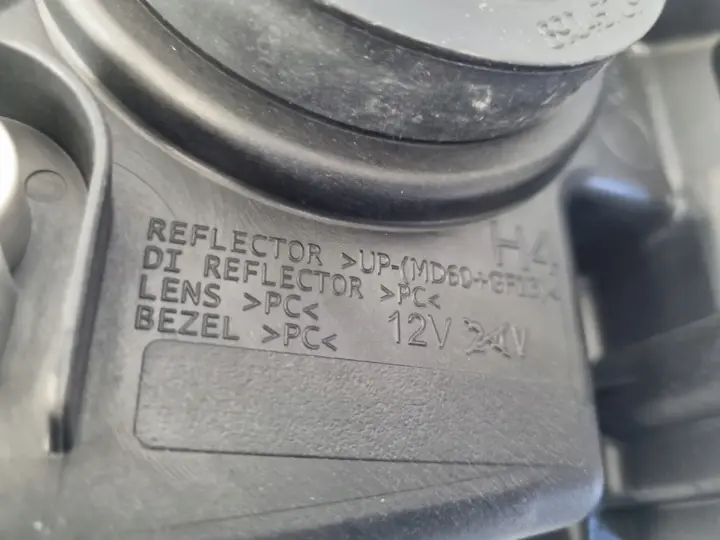 H4
REFLECTOR >UP-(MD60+GF13)<
DI REFLECTOR >PC<
LENS >PC<
BEZEL >PC<
12V 24V